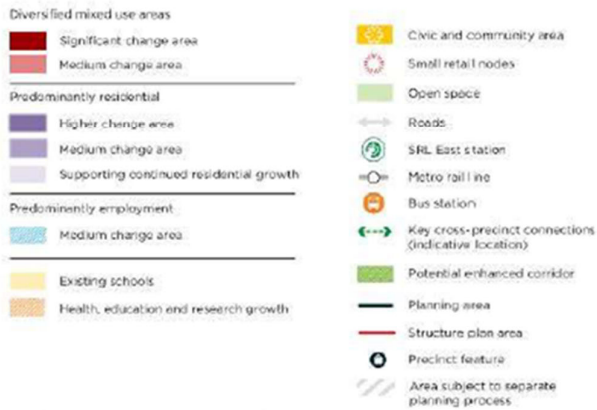 Diversified mixed use areas
Significant change area
Medium change area
Predominantly residential
Higher change area
Medium change area
Supporting continued residential growth
Predominantly employment
Medium change area
Existing schools
Health, education and research growth
Civic and community area
Small retail nodes
Open space
Roads
SRL East station
Metro rail line
Bus station
Key cross-precinct connections
(indicative location)
Potential enhanced corridor
Planning area
Structure plan area
Precinct feature
Area subject to separate
planning process